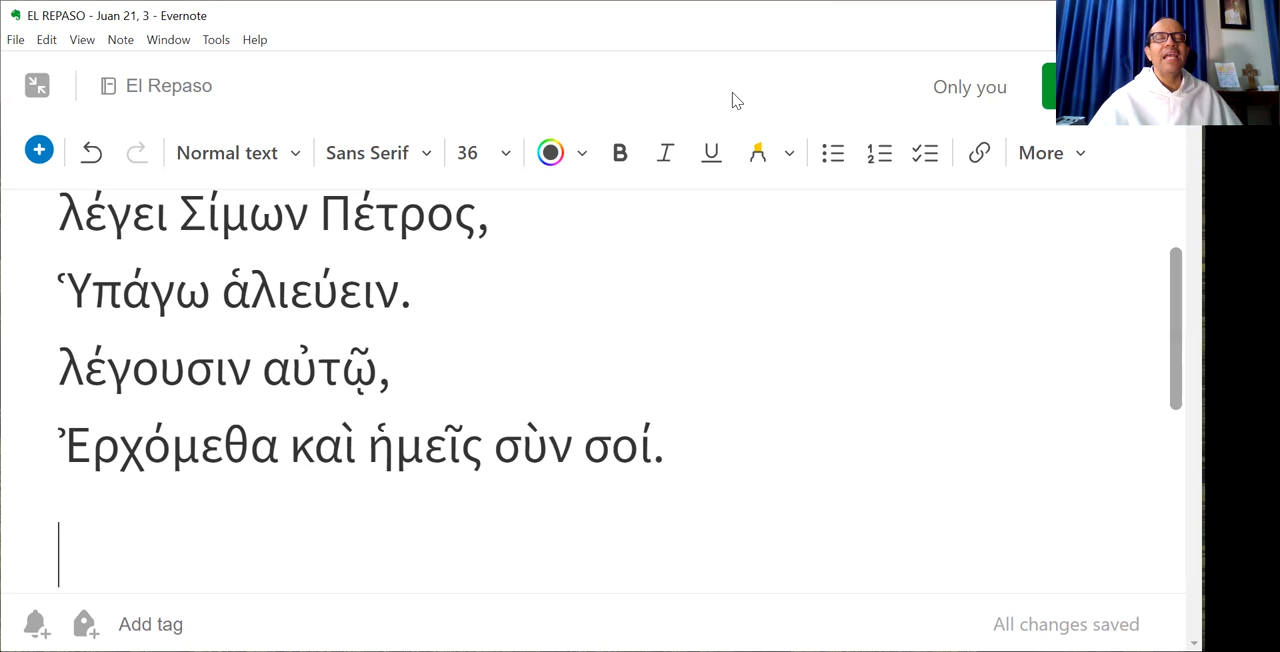 EL REPASO - Juan 21, 3 - Evernote
File Edit View Note Window Tools Help
El Repaso
Only you
Normal text Sans Serif 36 B I U More
λέγει Σίμων Πέτρος,
Ὑπάγω ἁλιεύειν.
λέγουσιν αὐτῷ,
Ἐρχόμεθα καὶ ἡμεῖς σὺν σοί.
Add tag
All changes saved